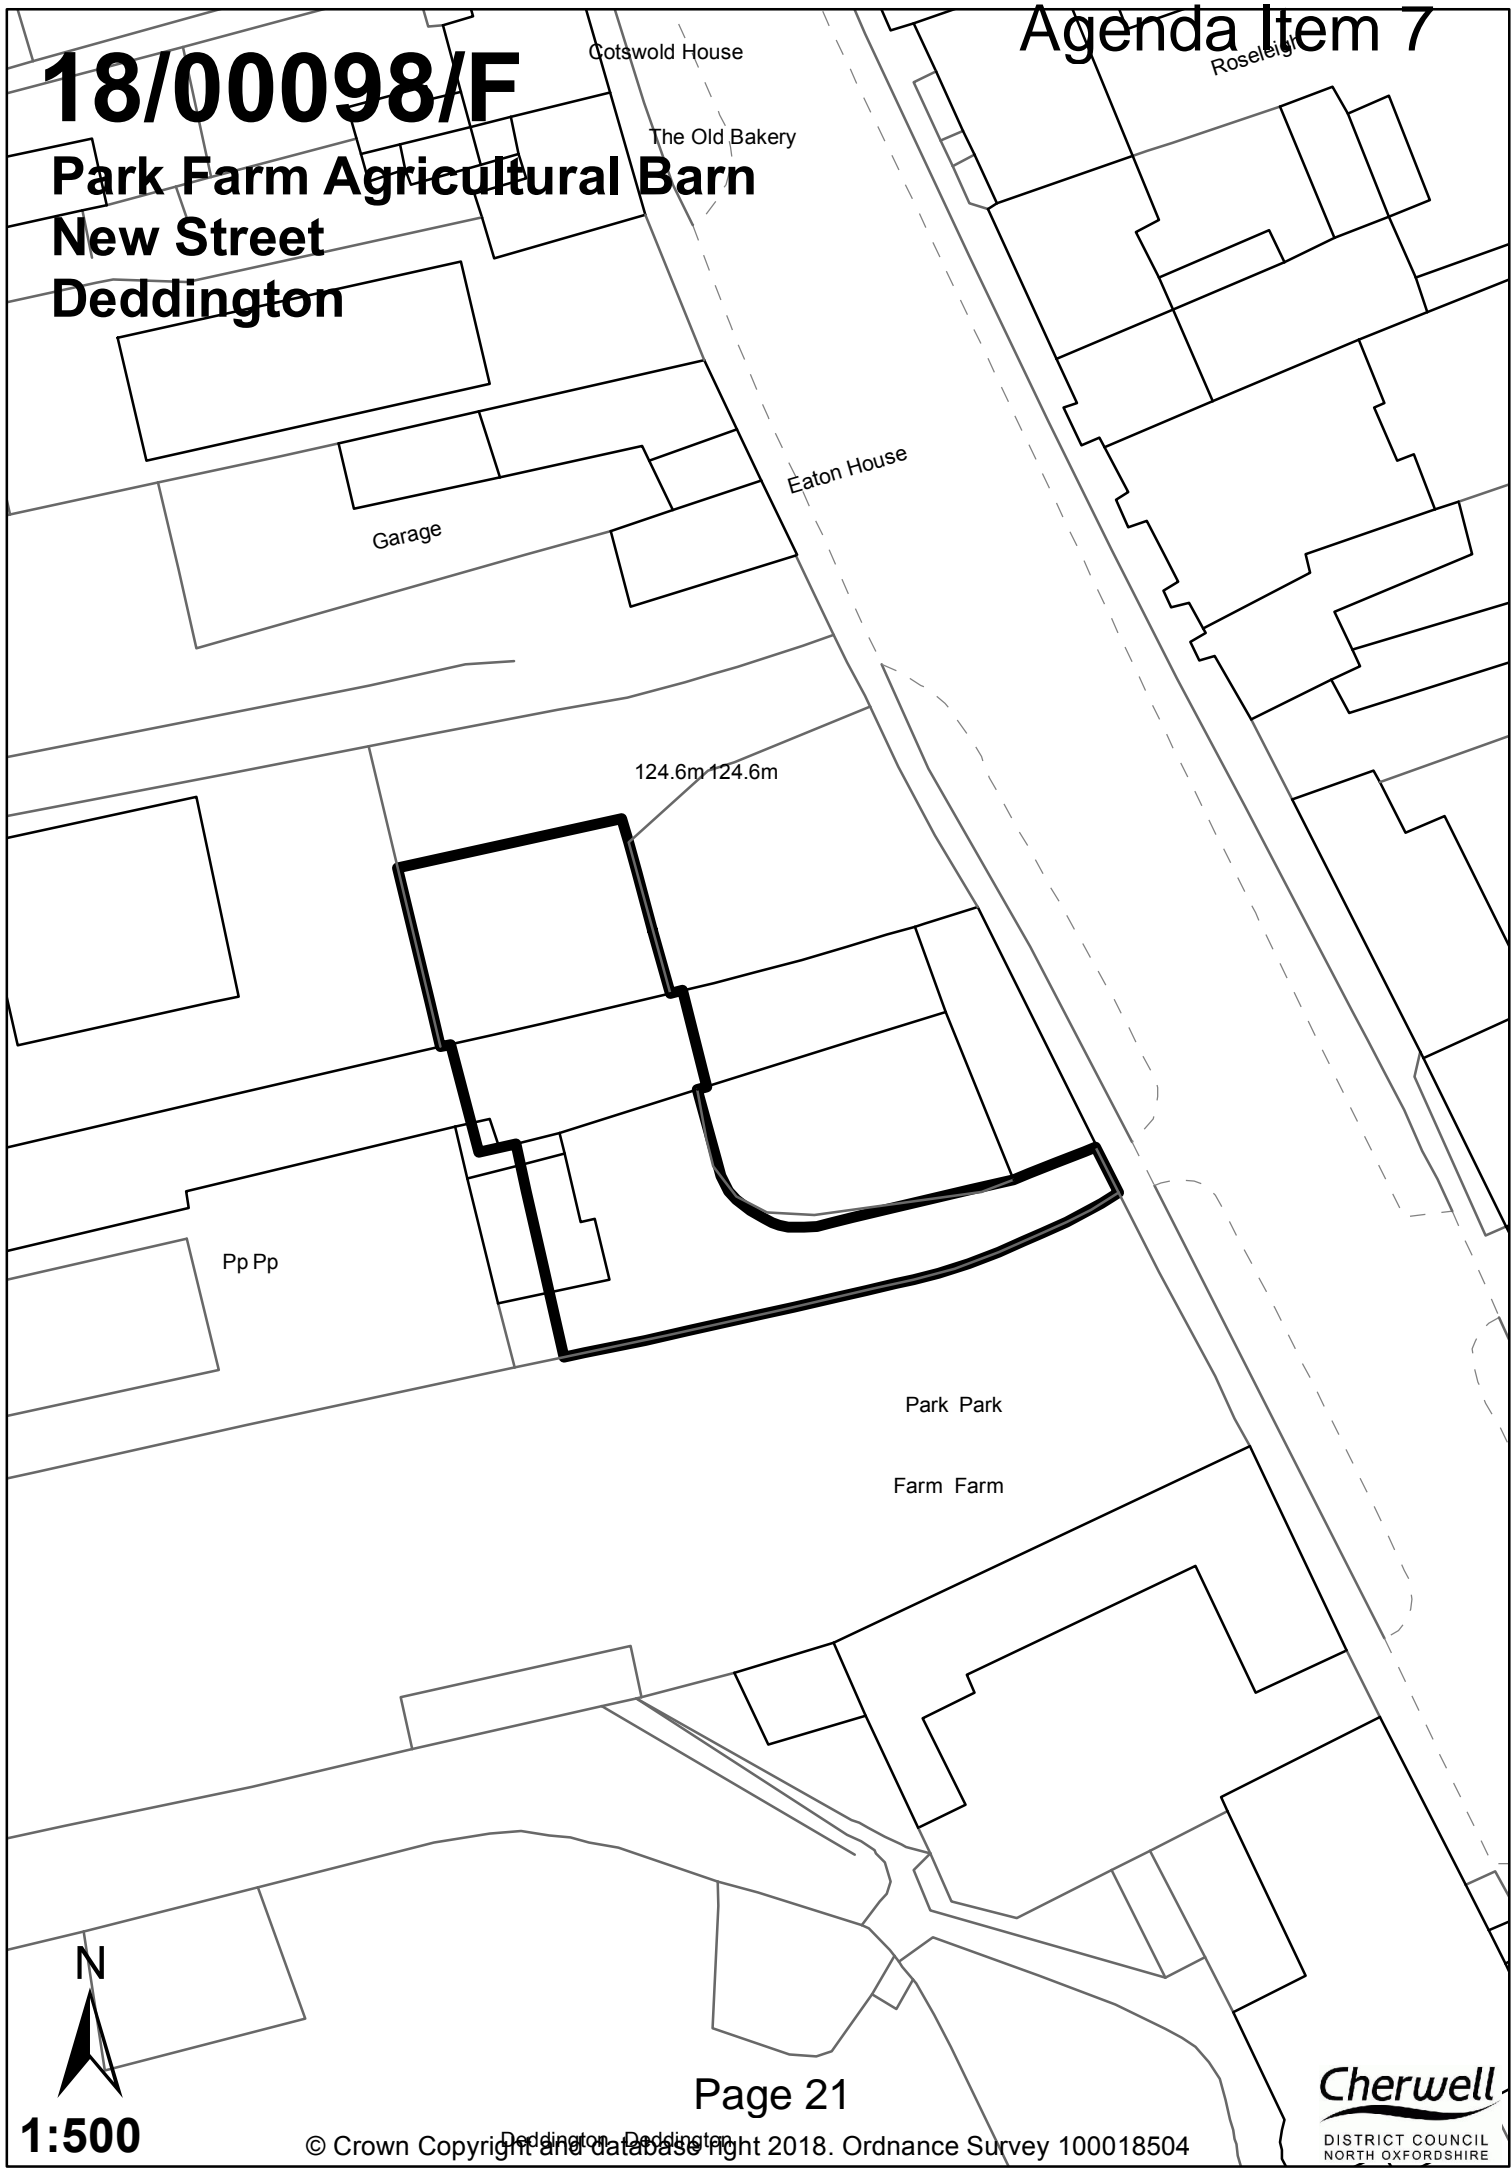 Agenda Item 7
18/00098/F
Park Farm Agricultural Barn
New Street
Deddington
Cotswold House
Roseleigh
The Old Bakery
Eaton House
Garage
124.6m 124.6m
Pp Pp
Park Park
Farm Farm
N
1:500
Page 21
Deddington Deddington
© Crown Copyright and database right 2018. Ordnance Survey 100018504
Cherwell
DISTRICT COUNCIL
NORTH OXFORDSHIRE